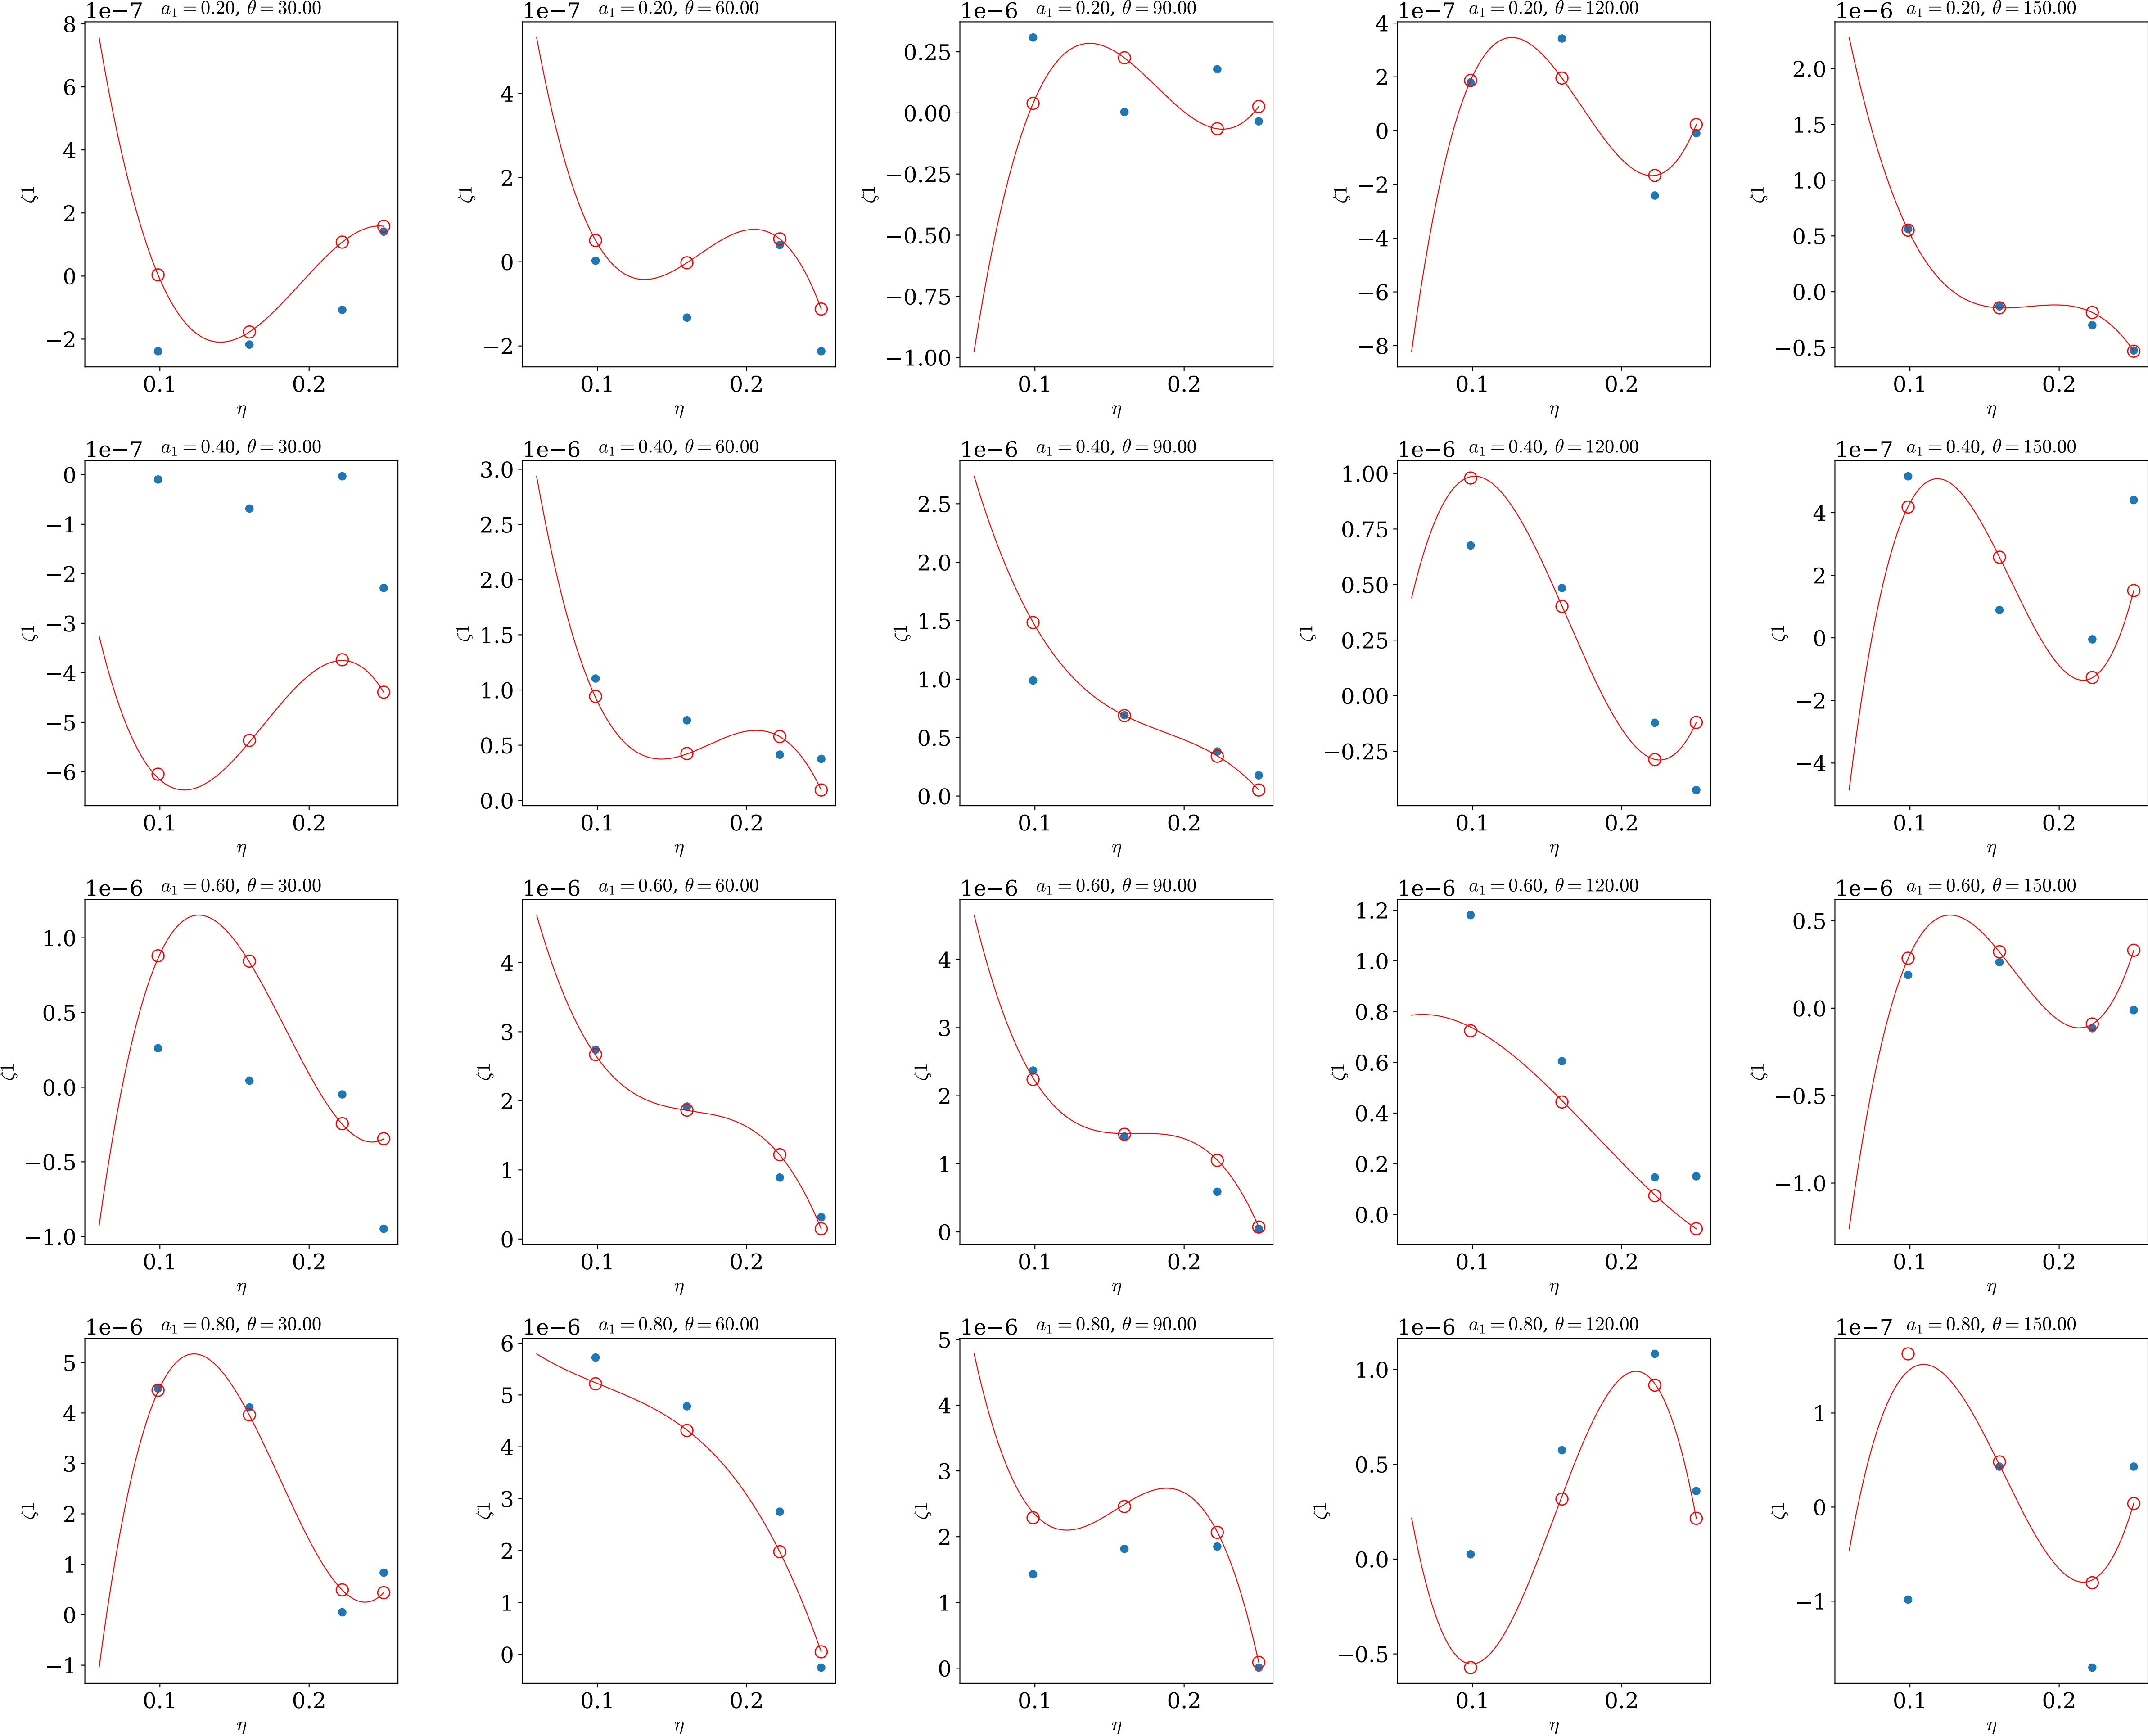 1e−7 a₁ = 0.20, θ = 30.00
8
6
4
2
0
−2
0.1 0.2
ζ1
η
1e−7 a₁ = 0.20, θ = 60.00
4
2
0
−2
0.1 0.2
ζ1
η
1e−6 a₁ = 0.20, θ = 90.00
0.25
0.00
−0.25
−0.50
−0.75
−1.00
0.1 0.2
ζ1
η
1e−7 a₁ = 0.20, θ = 120.00
4
2
0
−2
−4
−6
−8
0.1 0.2
ζ1
η
1e−6 a₁ = 0.20, θ = 150.00
2.0
1.5
1.0
0.5
0.0
−0.5
0.1 0.2
ζ1
η
1e−7 a₁ = 0.40, θ = 30.00
0
−1
−2
−3
−4
−5
−6
0.1 0.2
ζ1
η
1e−6 a₁ = 0.40, θ = 60.00
3.0
2.5
2.0
1.5
1.0
0.5
0.0
0.1 0.2
ζ1
η
1e−6 a₁ = 0.40, θ = 90.00
2.5
2.0
1.5
1.0
0.5
0.0
0.1 0.2
ζ1
η
1e−6 a₁ = 0.40, θ = 120.00
1.00
0.75
0.50
0.25
0.00
−0.25
0.1 0.2
ζ1
η
1e−7 a₁ = 0.40, θ = 150.00
4
2
0
−2
−4
0.1 0.2
ζ1
η
1e−6 a₁ = 0.60, θ = 30.00
1.0
0.5
0.0
−0.5
−1.0
0.1 0.2
ζ1
η
1e−6 a₁ = 0.60, θ = 60.00
4
3
2
1
0
0.1 0.2
ζ1
η
1e−6 a₁ = 0.60, θ = 90.00
4
3
2
1
0
0.1 0.2
ζ1
η
1e−6 a₁ = 0.60, θ = 120.00
1.2
1.0
0.8
0.6
0.4
0.2
0.0
0.1 0.2
ζ1
η
1e−6 a₁ = 0.60, θ = 150.00
0.5
0.0
−0.5
−1.0
0.1 0.2
ζ1
η
1e−6 a₁ = 0.80, θ = 30.00
5
4
3
2
1
0
−1
0.1 0.2
ζ1
η
1e−6 a₁ = 0.80, θ = 60.00
6
5
4
3
2
1
0
0.1 0.2
ζ1
η
1e−6 a₁ = 0.80, θ = 90.00
5
4
3
2
1
0
0.1 0.2
ζ1
η
1e−6 a₁ = 0.80, θ = 120.00
1.0
0.5
0.0
−0.5
0.1 0.2
ζ1
η
1e−7 a₁ = 0.80, θ = 150.00
1
0
−1
0.1 0.2
ζ1
η